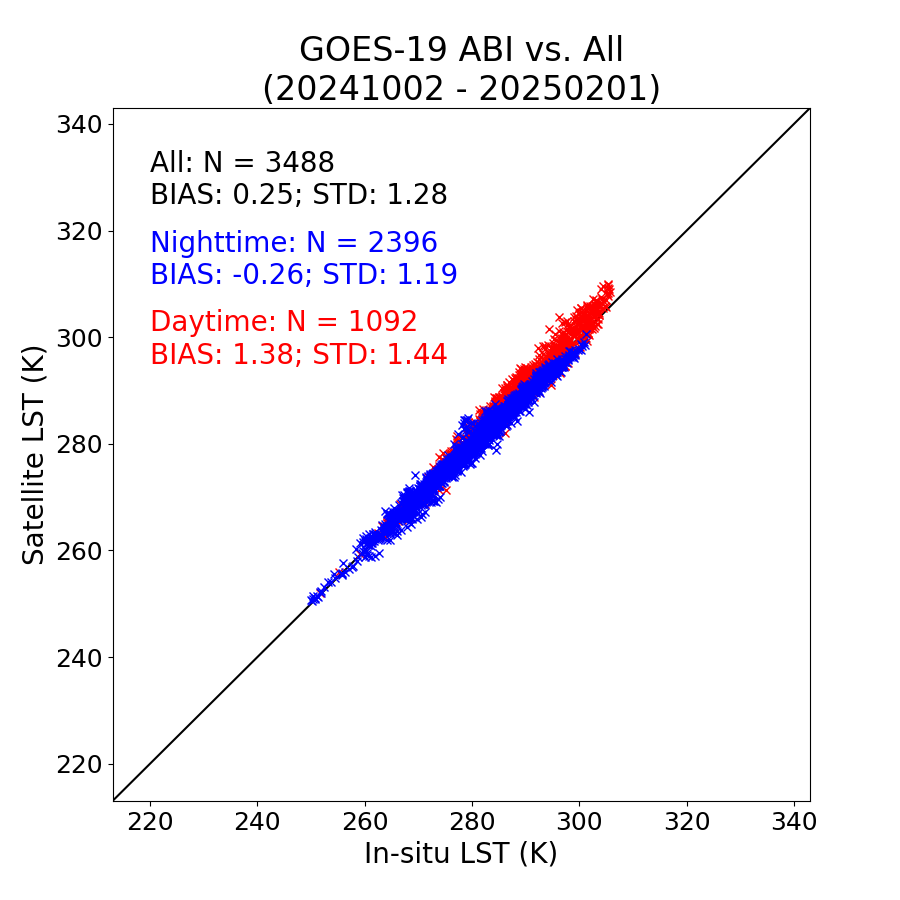 GOES-19 ABI vs. All
(20241002 - 20250201)
340
320
300
280
260
240
220
All: N = 3488
BIAS: 0.25; STD: 1.28
Nighttime: N = 2396
BIAS: -0.26; STD: 1.19
Daytime: N = 1092
BIAS: 1.38; STD: 1.44
Satellite LST (K)
220 240 260 280 300 320 340
In-situ LST (K)